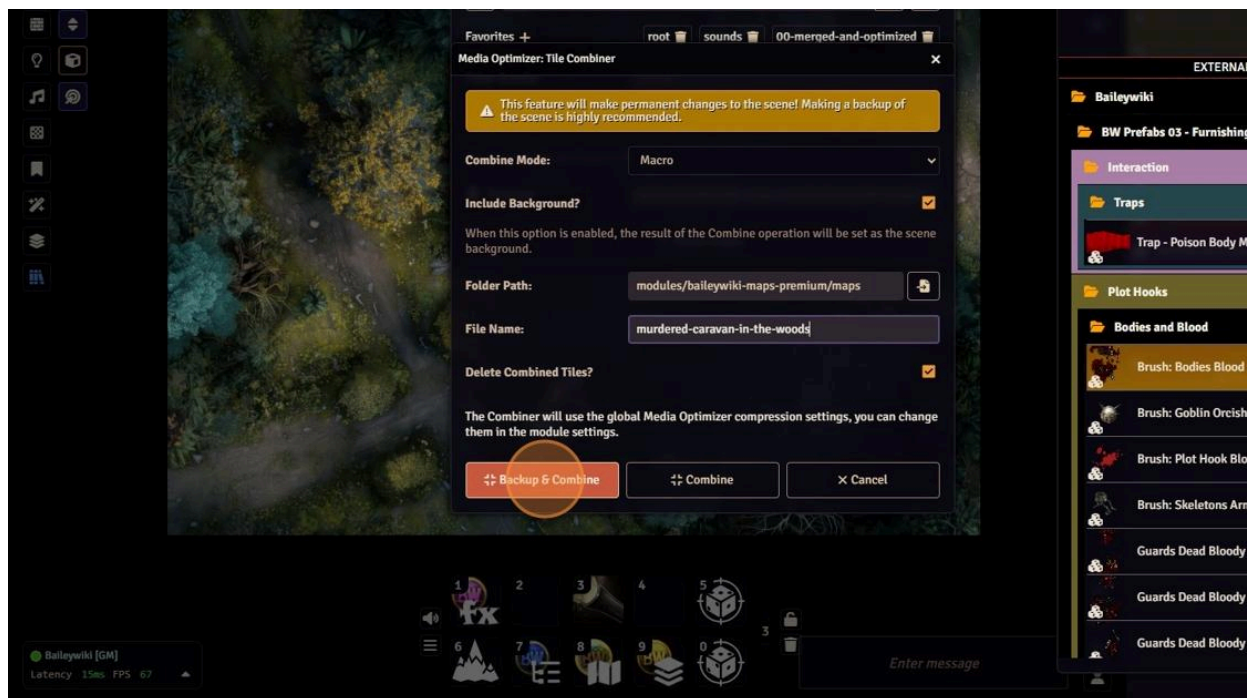 Favorites +
root
sounds
00-merged-and-optimized
Media Optimizer: Tile Combiner
This feature will make permanent changes to the scene! Making a backup of
the scene is highly recommended.
Combine Mode:
Macro
Include Background?
When this option is enabled, the result of the Combine operation will be set as the scene
background.
Folder Path:
modules/baileywiki-maps-premium/maps
File Name:
murdered-caravan-in-the-woods
Delete Combined Tiles?
The Combiner will use the global Media Optimizer compression settings, you can change
them in the module settings.
Backup & Combine
Combine
Cancel
EXTERNA
Baileywiki
BW Prefabs 03 - Furnishing
Interaction
Traps
Trap - Poison Body M
Plot Hooks
Bodies and Blood
Brush: Bodies Blood
Brush: Goblin Orcish
Brush: Plot Hook Blo
Brush: Skeletons Arm
Guards Dead Bloody
Guards Dead Bloody
Guards Dead Bloody
1
2
3
4
5
BW
fx
3
6
7
8
9
0
BW
BW
BW
Baileywiki [GM]
Latency 15ms FPS 67
Enter message